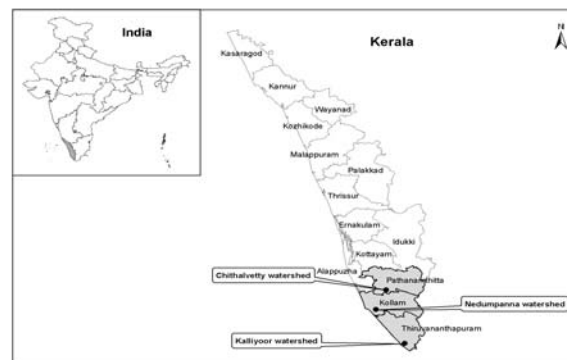 India
Kerala
N
Kasaragod
Kannur
Wayanad
Kozhikode
Malappuram
Palakkad
Thrissur
Ernakulam
Idukki
Kottayam
Alappuzha
Pathanamthitta
Chithalvetty watershed
Kollam
Nedumpanna watershed
Thiruvananthapuram
Kalliyoor watershed